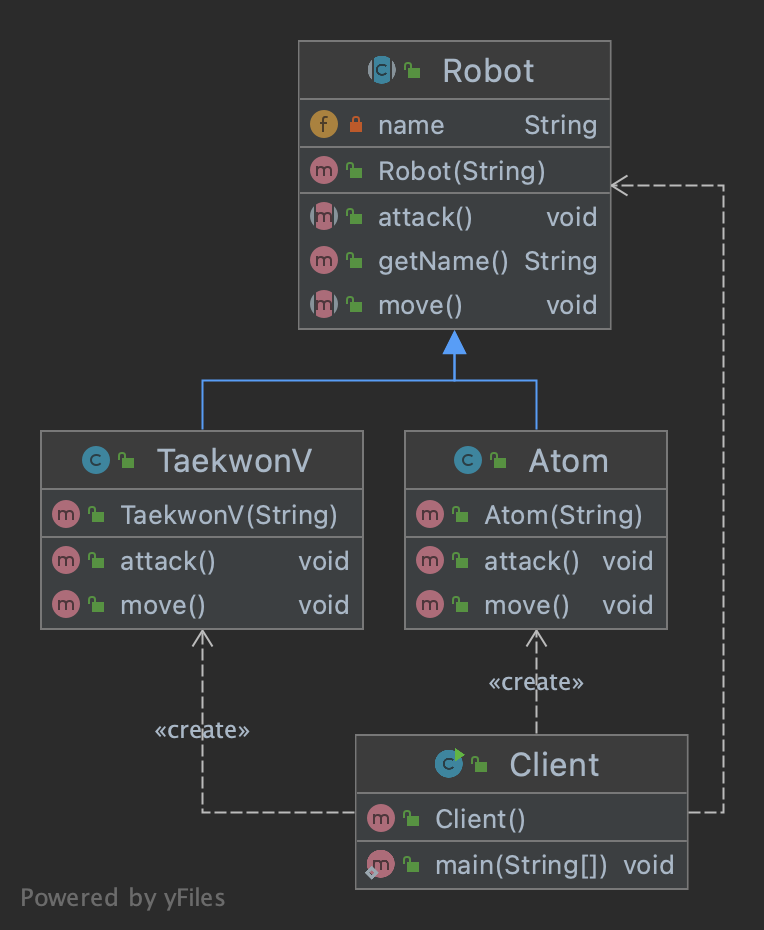 Robot
name String
Robot(String)
attack() void
getName() String
move() void
TaekwonV
TaekwonV(String)
attack() void
move() void
Atom
Atom(String)
attack() void
move() void
«create»
«create»
Client
Client()
main(String[]) void
Powered by yFiles